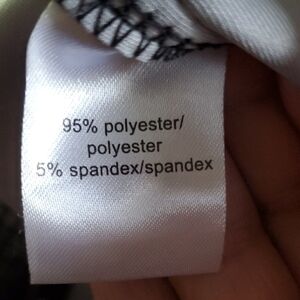 95% polyester/
polyester
5% spandex/spandex